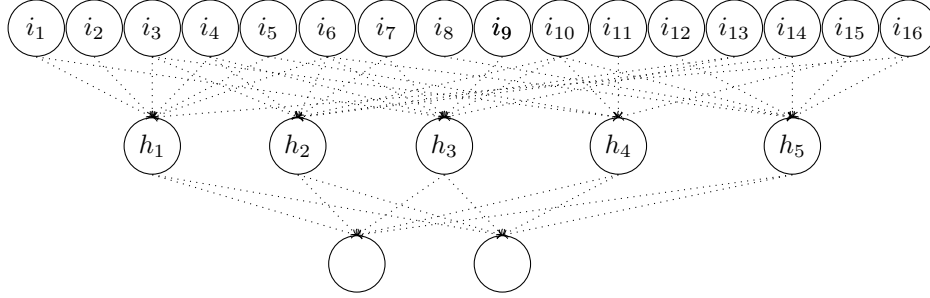 i₁ i₂ i₃ i₄ i₅ i₆ i₇ i₈ i₉ i₁₀ i₁₁ i₁₂ i₁₃ i₁₄ i₁₅ i₁₆
h₁ h₂ h₃ h₄ h₅